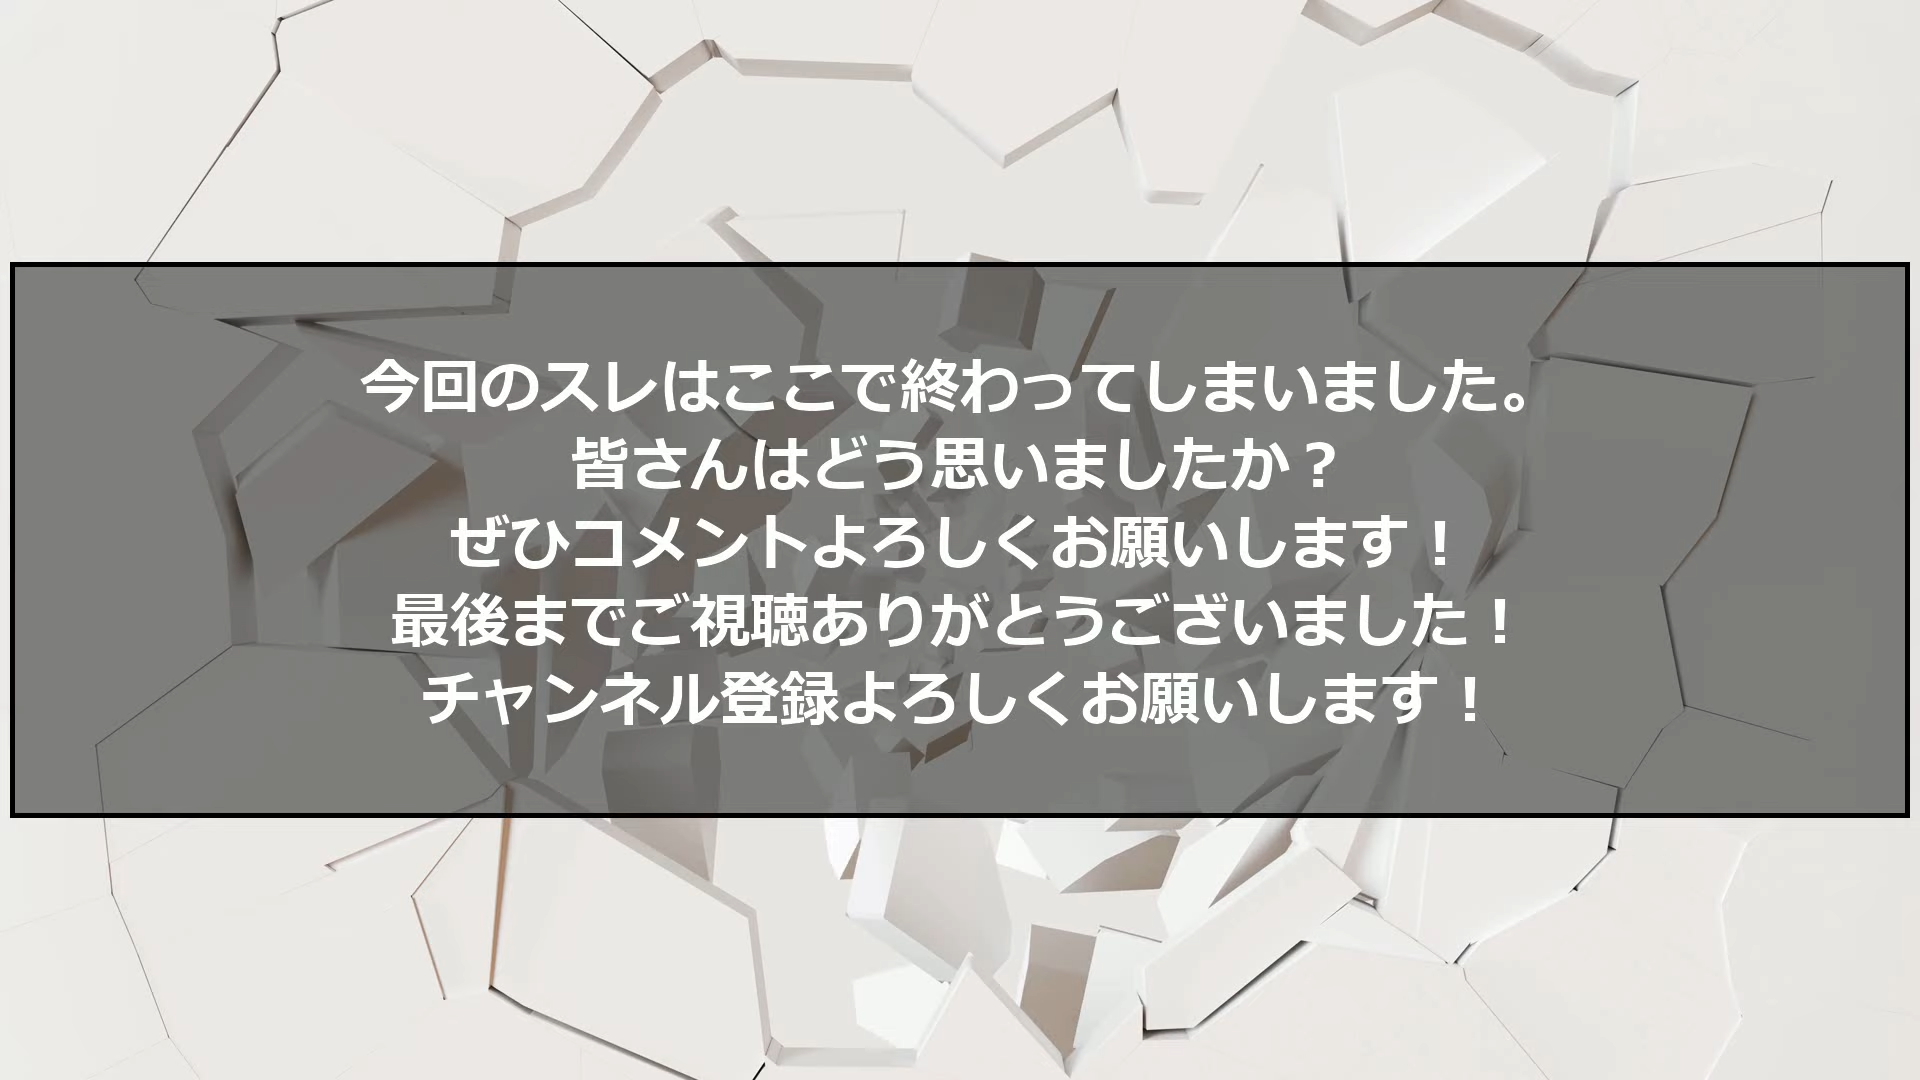 今回のスレはここで終わってしまいました。
皆さんはどう思いましたか？
ぜひコメントよろしくお願いします！
最後までご視聴ありがとうございました！
チャンネル登録よろしくお願いします！